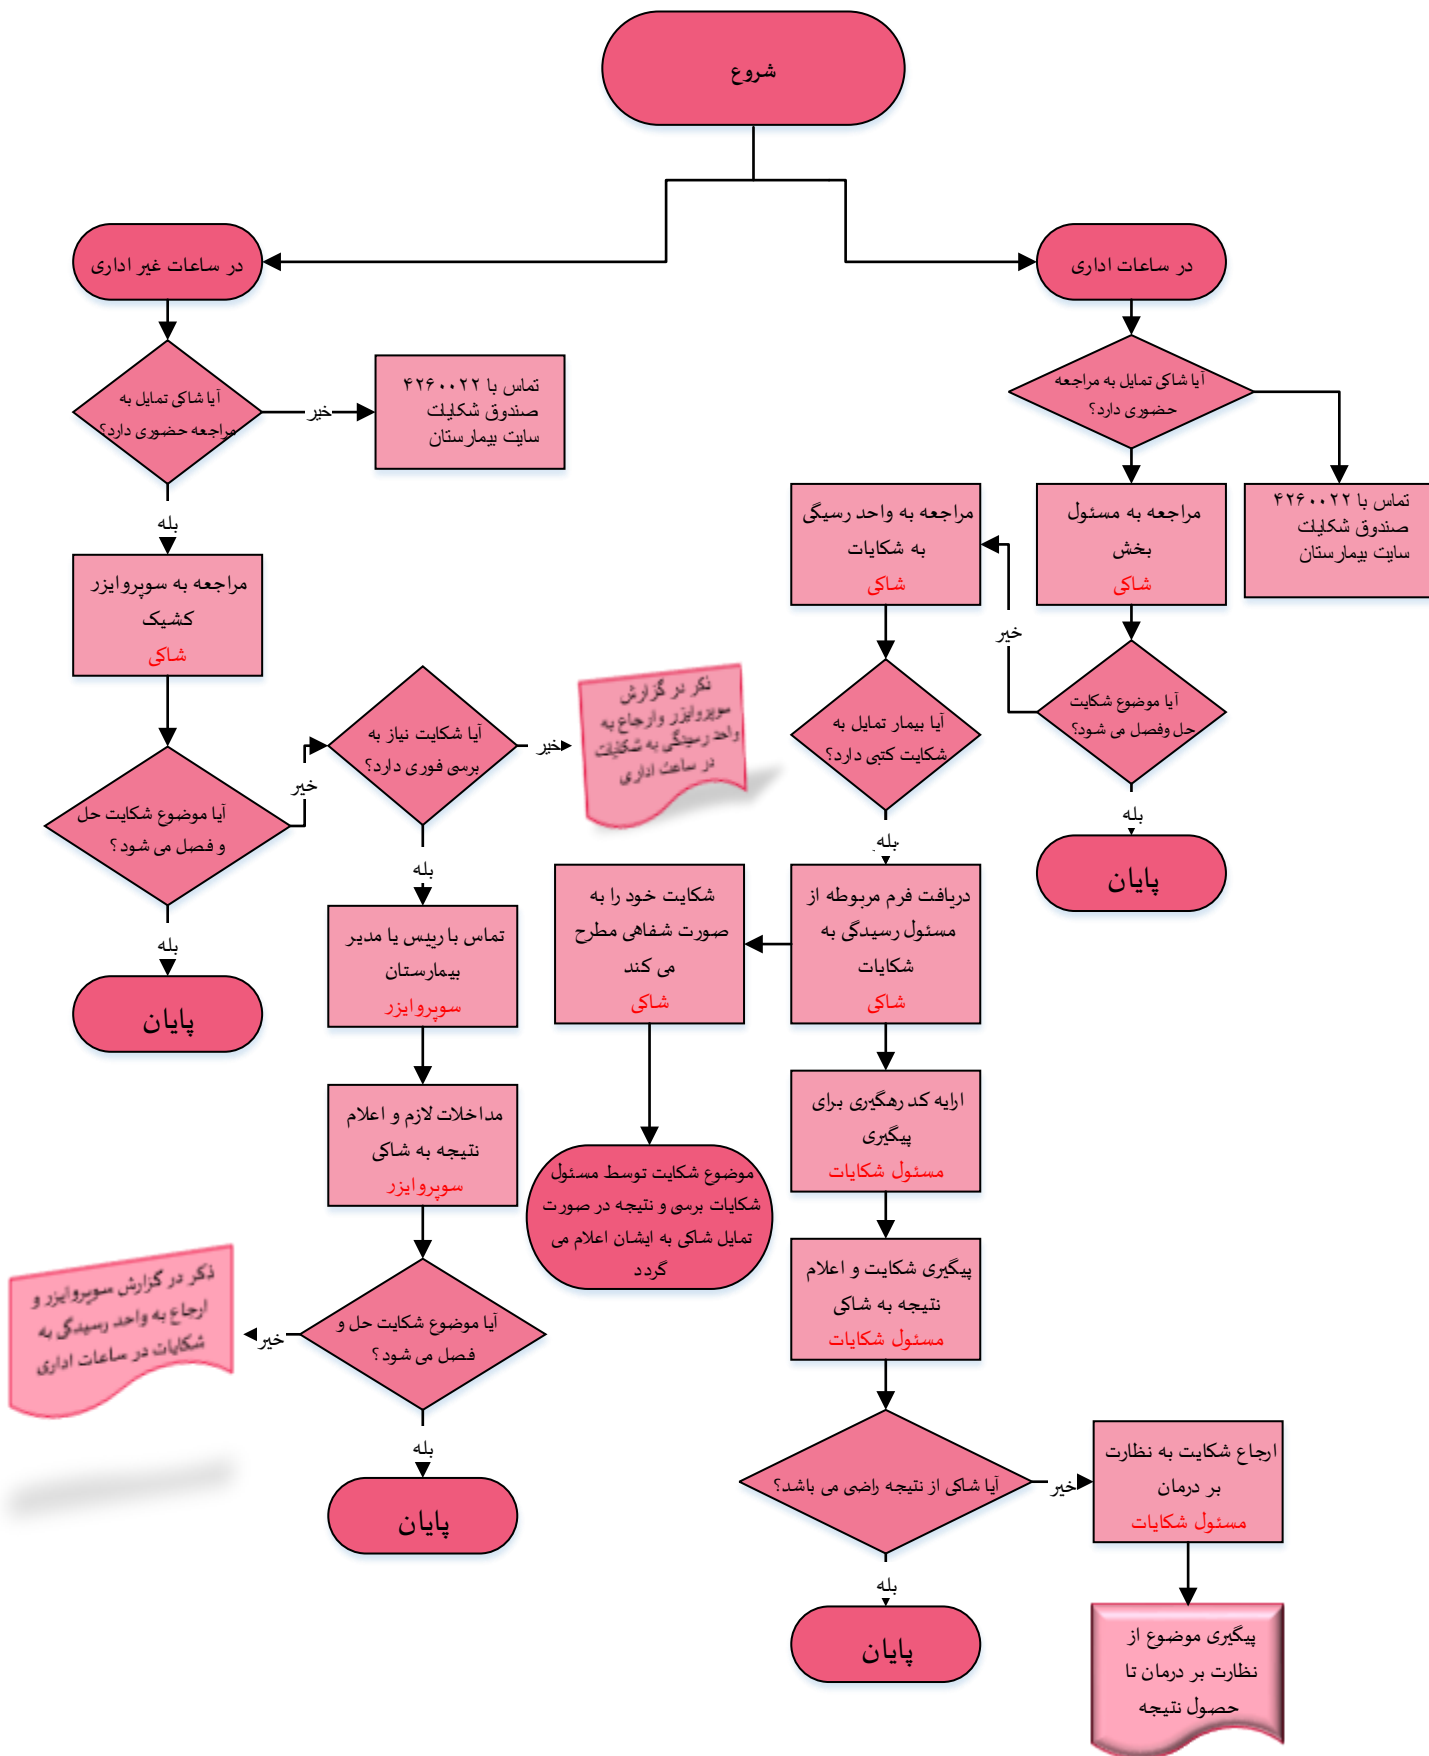 شروع
در ساعات اداری
آیا شاکی تمایل به مراجعه
حضوری دارد؟
تماس با ۴۲۶۰۰۲۲
صندوق شکایات
سایت بیمارستان
مراجعه به مسئول
بخش
شاکی
آیا موضوع شکایت
حل وفصل می شود؟
بله
پایان
خیر
مراجعه به واحد رسیگی
به شکایات
شاکی
آیا بیمار تمایل به
شکایت کتبی دارد؟
بله
دریافت فرم مربوطه از
مسئول رسیدگی به
شکایات
شاکی
شکایت خود را به
صورت شفاهی مطرح
می کند
شاکی
موضوع شکایت توسط مسئول
شکایات برسی و نتیجه در صورت
تمایل شاکی به ایشان اعلام می
گردد
ارایه کد رهگیری برای
پیگیری
مسئول شکایات
پیگیری شکایت و اعلام
نتیجه به شاکی
مسئول شکایات
آیا شاکی از نتیجه راضی می باشد؟
خیر
ارجاع شکایت به نظارت
بر درمان
مسئول شکایات
پیگیری موضوع از
نظارت بر درمان تا
حصول نتیجه
بله
پایان
در ساعات غیر اداری
آیا شاکی تمایل به
مراجعه حضوری دارد؟
خیر
تماس با ۴۲۶۰۰۲۲
صندوق شکایات
سایت بیمارستان
بله
مراجعه به سوپروایزر
کشیک
شاکی
آیا موضوع شکایت حل
و فصل می شود؟
بله
پایان
خیر
آیا شکایت نیاز به
برسی فوری دارد؟
خیر
ذکر در گزارش
سوپروایزر وارجاع به
واحد رسیدگی به شکایات
در ساعت اداری
بله
تماس با رییس یا مدیر
بیمارستان
سوپروایزر
مداخلات لازم و اعلام
نتیجه به شاکی
سوپروایزر
آیا موضوع شکایت حل و
فصل می شود؟
خیر
ذکر در گزارش سوپروایزر و
ارجاع به واحد رسیدگی به
شکایات در ساعات اداری
بله
پایان